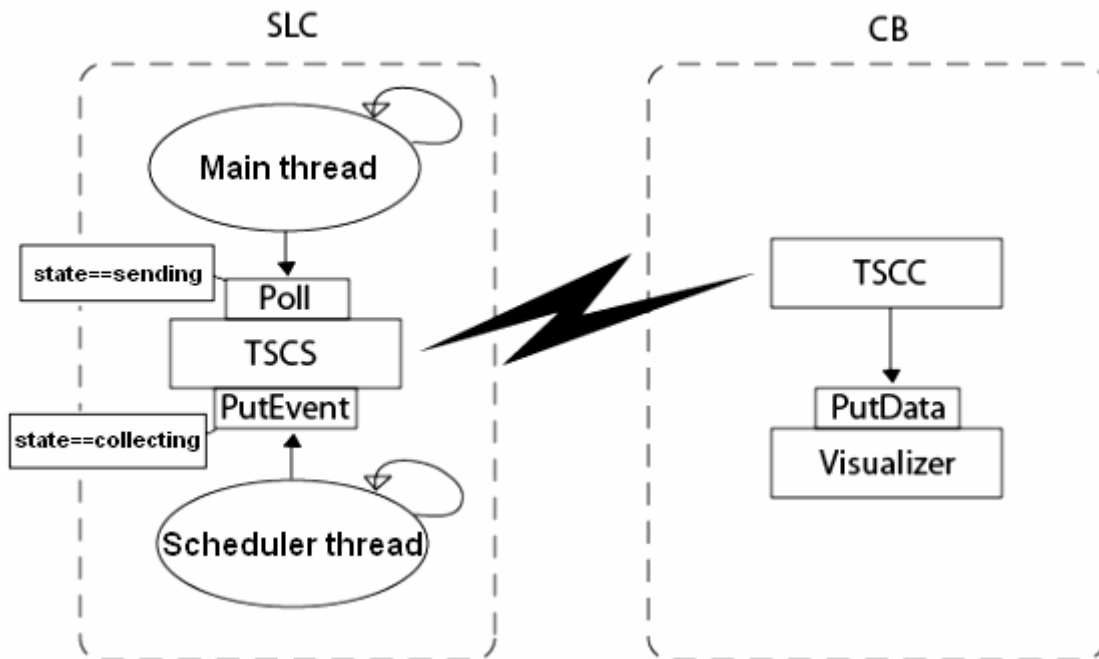 SLC
CB
Main thread
state==sending
Poll
TSCS
PutEvent
state==collecting
Scheduler thread
TSCC
PutData
Visualizer